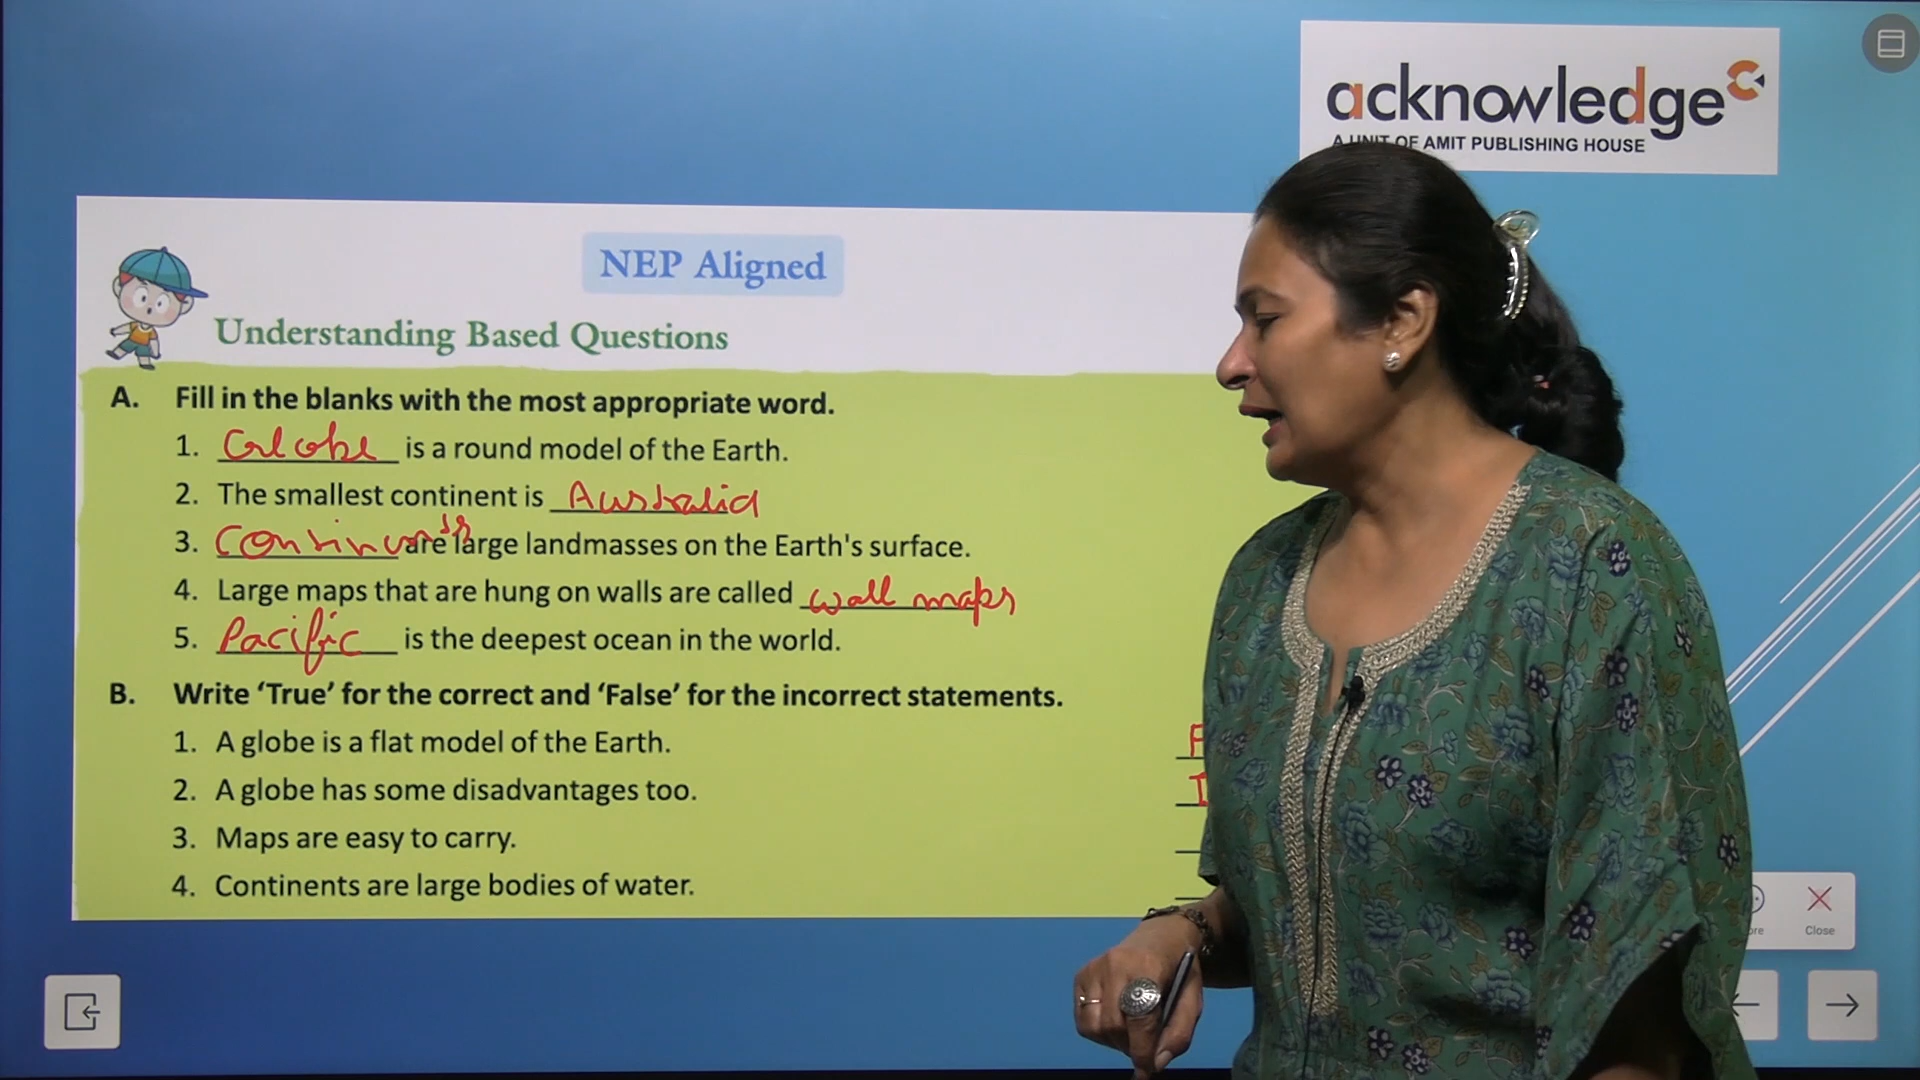 acknowledge
A UNIT OF AMIT PUBLISHING HOUSE
NEP Aligned
Understanding Based Questions
A. Fill in the blanks with the most appropriate word.
1. Globe is a round model of the Earth.
2. The smallest continent is Australia
3. Continents are large landmasses on the Earth's surface.
4. Large maps that are hung on walls are called wall maps
5. Pacific is the deepest ocean in the world.
B. Write ‘True’ for the correct and ‘False’ for the incorrect statements.
1. A globe is a flat model of the Earth.
2. A globe has some disadvantages too.
3. Maps are easy to carry.
4. Continents are large bodies of water.
Close